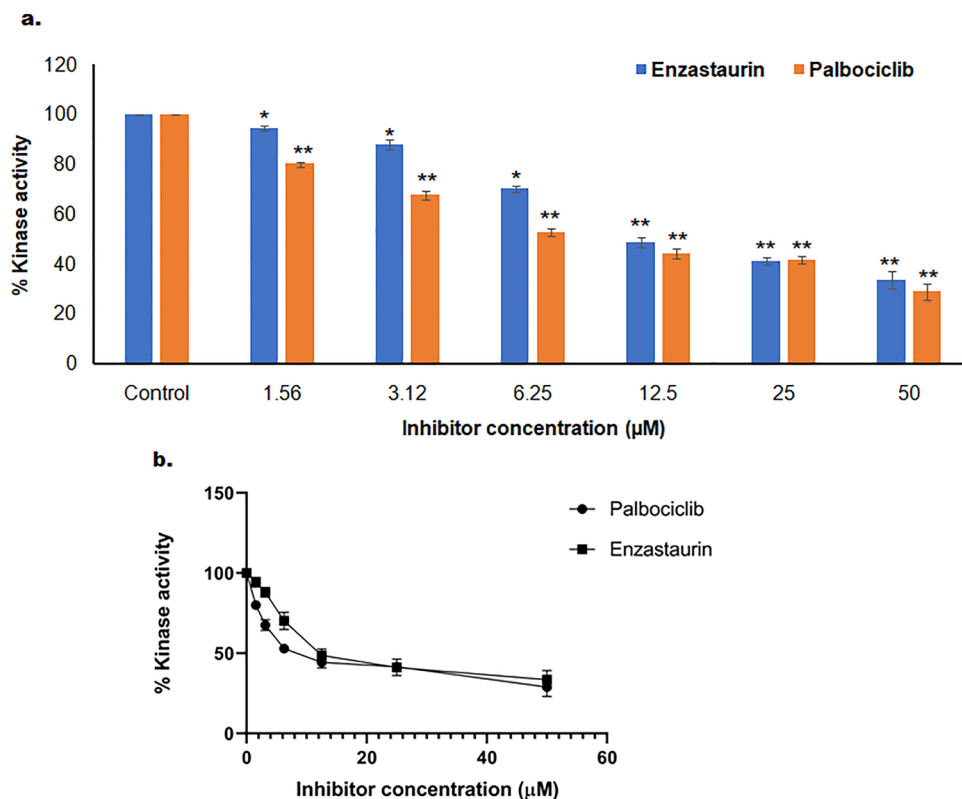 a.
120
100
80
60
40
20
0
% Kinase activity
Enzastaurin Palbociclib
* ** * ** * ** ** ** ** ** ** **
Control 1.56 3.12 6.25 12.5 25 50
Inhibitor concentration (µM)
b.
150
100
50
0
% Kinase activity
Palbociclib
Enzastaurin
0 20 40 60
Inhibitor concentration (μM)